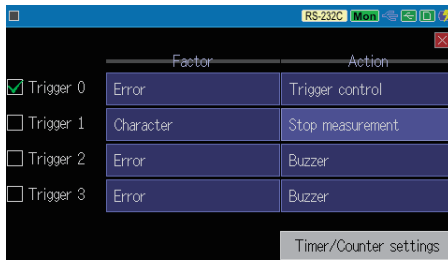 RS-232C Mon
Factor Action
Trigger 0 Error Trigger control
Trigger 1 Character Stop measurement
Trigger 2 Error Buzzer
Trigger 3 Error Buzzer
Timer/Counter settings